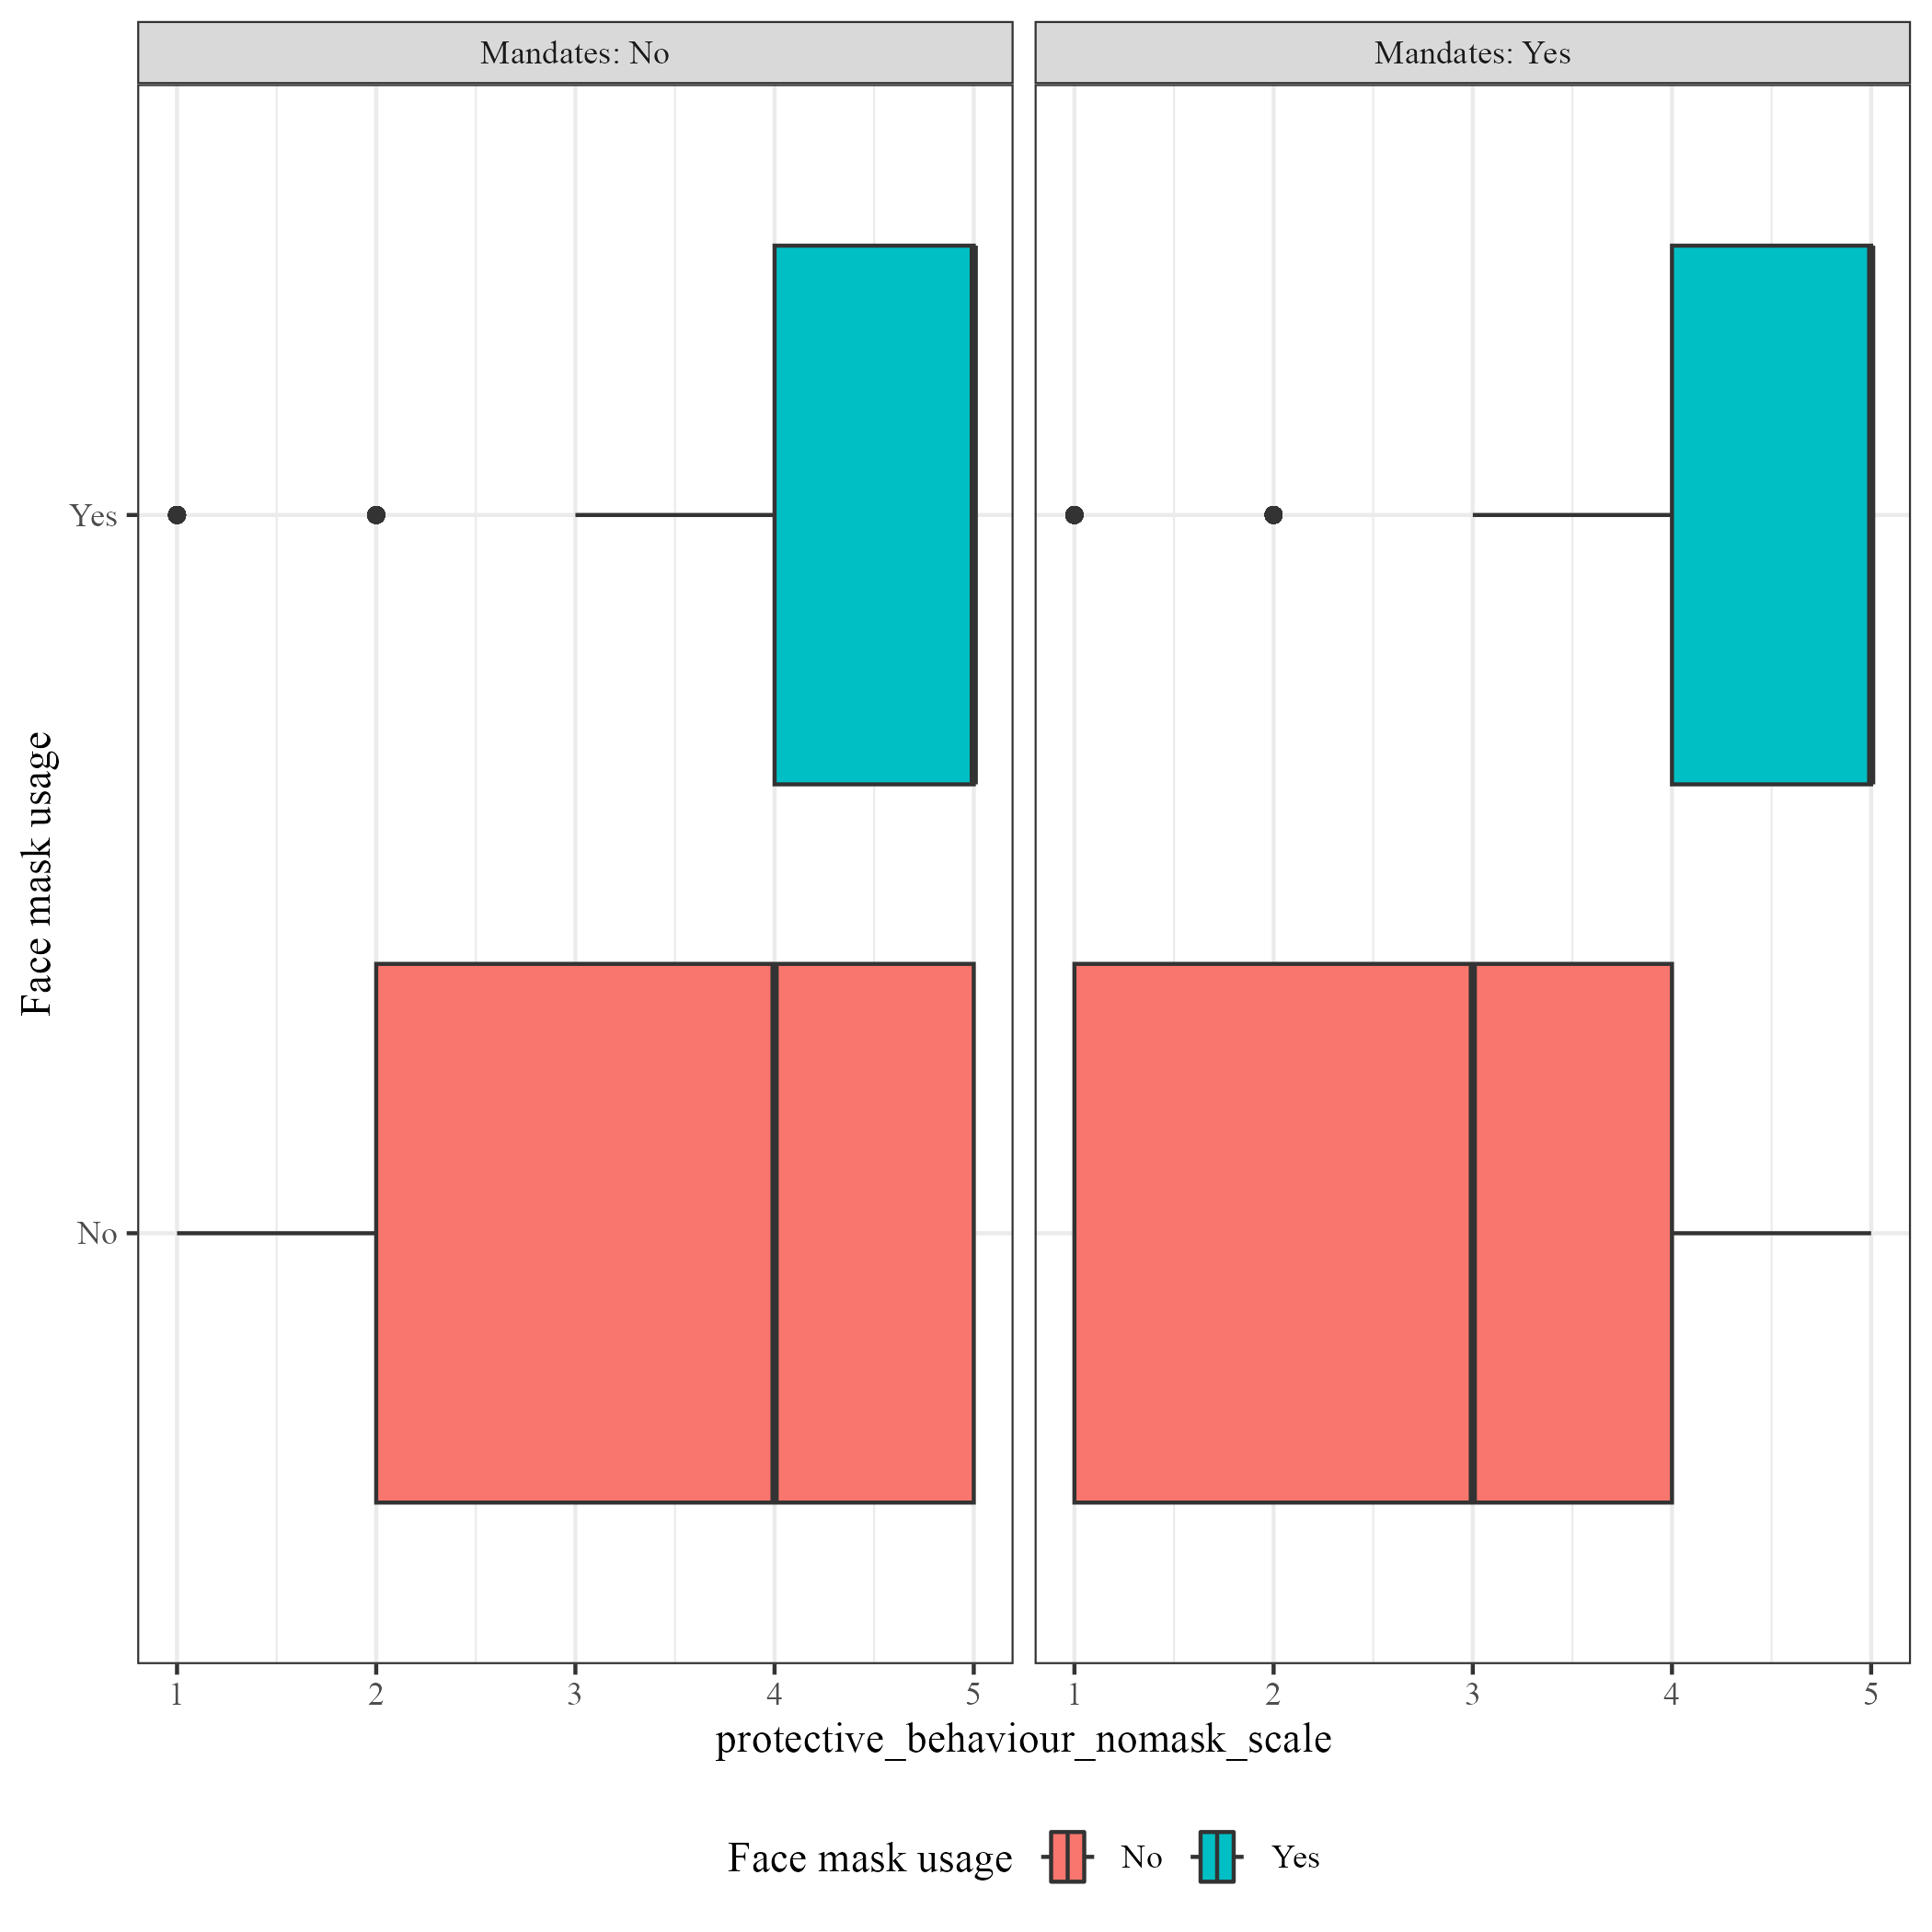 Mandates: No
Mandates: Yes
Face mask usage
Yes
No
1 2 3 4 5
1 2 3 4 5
protective_behaviour_nomask_scale
Face mask usage No Yes